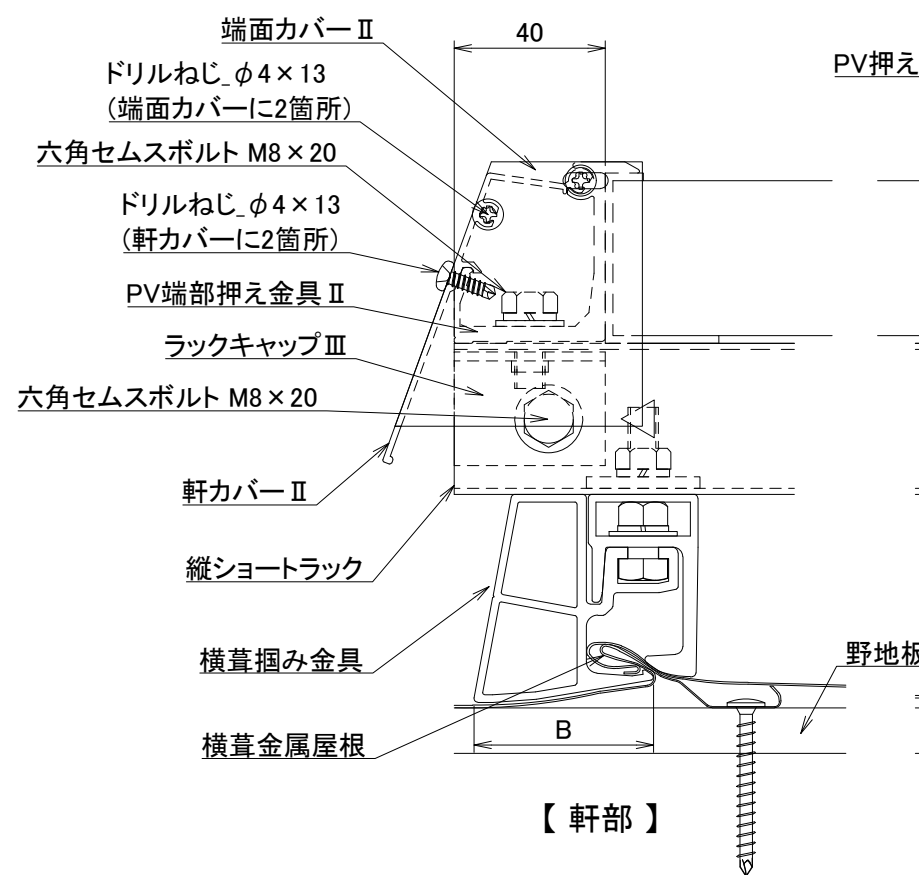 端面カバーⅡ
40
PV押え
ドリルねじ_φ4×13
(端面カバーに2箇所)
六角セムスボルト M8×20
ドリルねじ_φ4×13
(軒カバーに2箇所)
PV端部押え金具Ⅱ
ラックキャップⅢ
六角セムスボルト M8×20
軒カバーⅡ
縦ショートラック
横葺掴み金具
野地板
横葺金属屋根
B
【 軒部 】